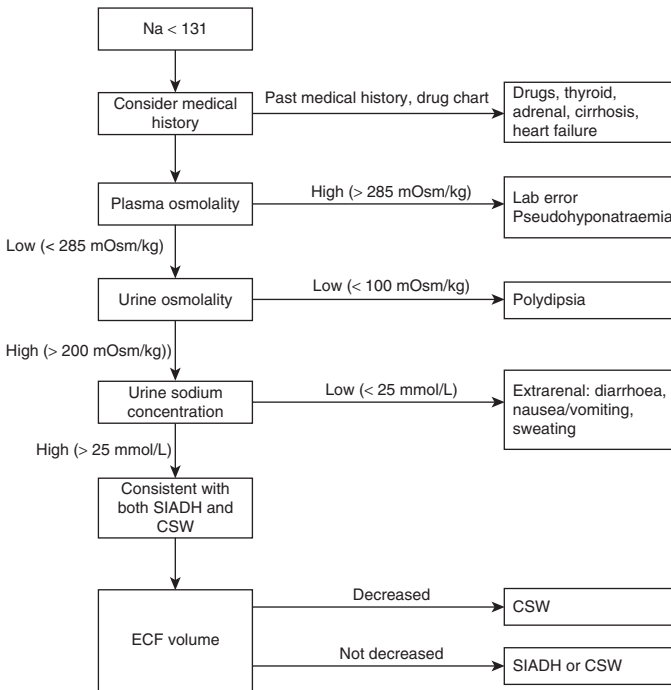 Na < 131
Consider medical
history
Past medical history, drug chart
Drugs, thyroid,
adrenal, cirrhosis,
heart failure
Plasma osmolality
High (> 285 mOsm/kg)
Lab error
Pseudohyponatraemia
Low (< 285 mOsm/kg)
Urine osmolality
Low (< 100 mOsm/kg)
Polydipsia
High (> 200 mOsm/kg))
Urine sodium
concentration
Low (< 25 mmol/L)
Extrarenal: diarrhoea,
nausea/vomiting,
sweating
High (> 25 mmol/L)
Consistent with
both SIADH and
CSW
ECF volume
Decreased
CSW
Not decreased
SIADH or CSW